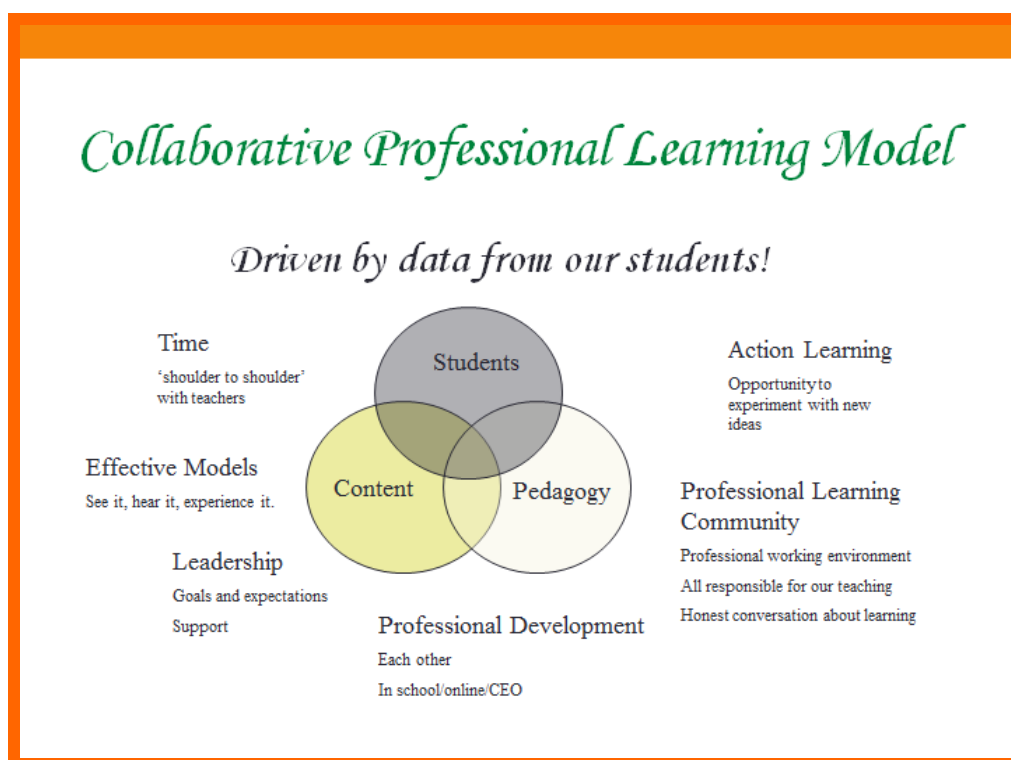 Collaborative Professional Learning Model
Driven by data from our students!
Time
‘shoulder to shoulder’
with teachers
Effective Models
See it, hear it, experience it.
Leadership
Goals and expectations
Support
Students
Content
Pedagogy
Professional Development
Each other
In school/online/CEO
Action Learning
Opportunity to
experiment with new
ideas
Professional Learning
Community
Professional working environment
All responsible for our teaching
Honest conversation about learning